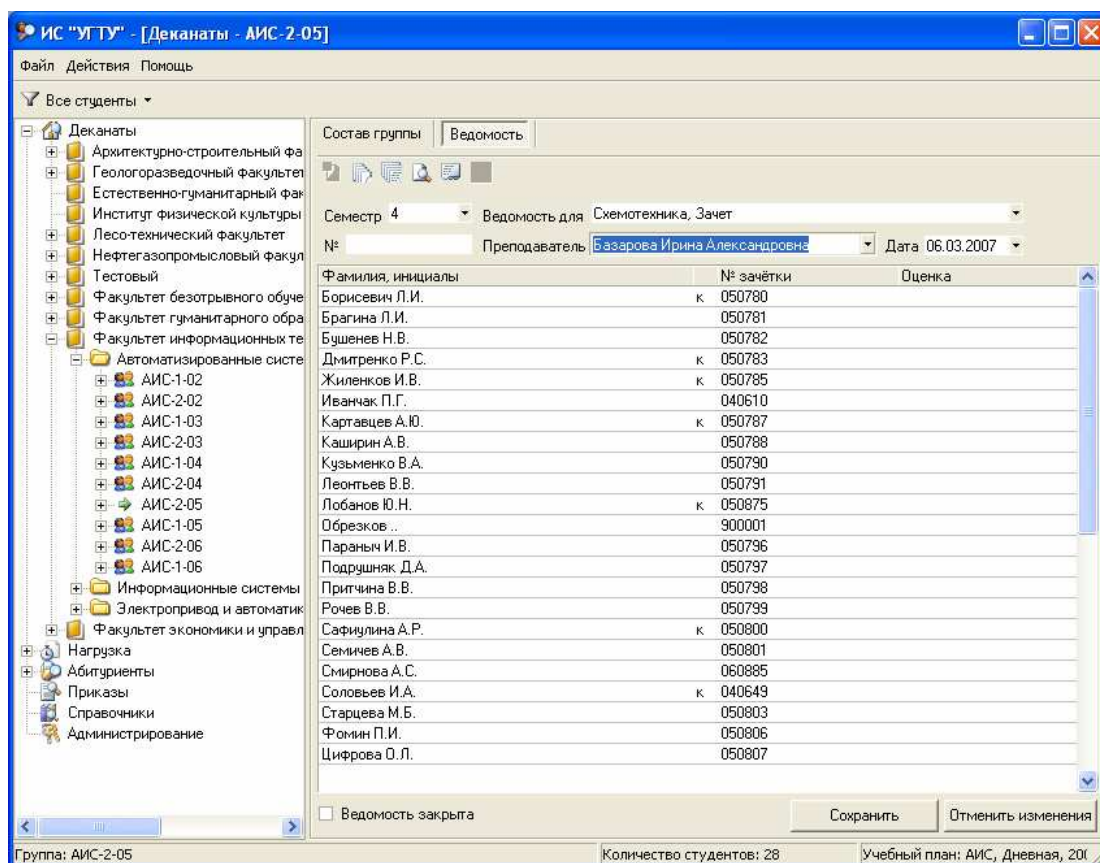 ИС "УГТУ" - [Деканаты - АИС-2-05]
Файл Действия Помощь
Все студенты
Деканаты
Архитектурно-строительный фа
Геологоразведочный факультет
Естественно-гуманитарный фак
Институт физической культуры
Лесо-технический факультет
Нефтегазопромысловый факул
Тестовый
Факультет безотрывного обуче
Факультет гуманитарного обра
Факультет информационных те
Автоматизированные систе
АИС-1-02
АИС-2-02
АИС-1-03
АИС-2-03
АИС-1-04
АИС-2-04
АИС-2-05
АИС-1-05
АИС-2-06
АИС-1-06
Информационные системы
Электропривод и автоматик
Факультет экономики и управл
Нагрузка
Абитуриенты
Приказы
Справочники
Администрирование
Состав группы Ведомость
Семестр 4 Ведомость для Схемотехника, Зачет
№ Преподаватель Базарова Ирина Александровна Дата 06.03.2007
Фамилия, инициалы № зачётки Оценка
Борисевич Л.И. к 050780
Брагина Л.И. 050781
Бушенев Н.В. 050782
Дмитренко Р.С. к 050783
Жиленков И.В. к 050785
Иванчак П.Г. 040610
Картавцев А.Ю. к 050787
Каширин А.В. 050788
Кузьменко В.А. 050790
Леонтьев В.В. 050791
Лобанов Ю.Н. к 050875
Обрезков .. 900001
Параныч И.В. 050796
Подрушняк Д.А. 050797
Притчина В.В. 050798
Рочев В.В. 050799
Сафиулина А.Р. к 050800
Семичев А.В. 050801
Смирнова А.С. 060885
Соловьев И.А. к 040649
Старцева М.Б. 050803
Фомин П.И. 050806
Цифрова О.Л. 050807
Ведомость закрыта Сохранить Отменить изменения
Группа: АИС-2-05 Количество студентов: 28 Учебный план: АИС, Дневная, 20